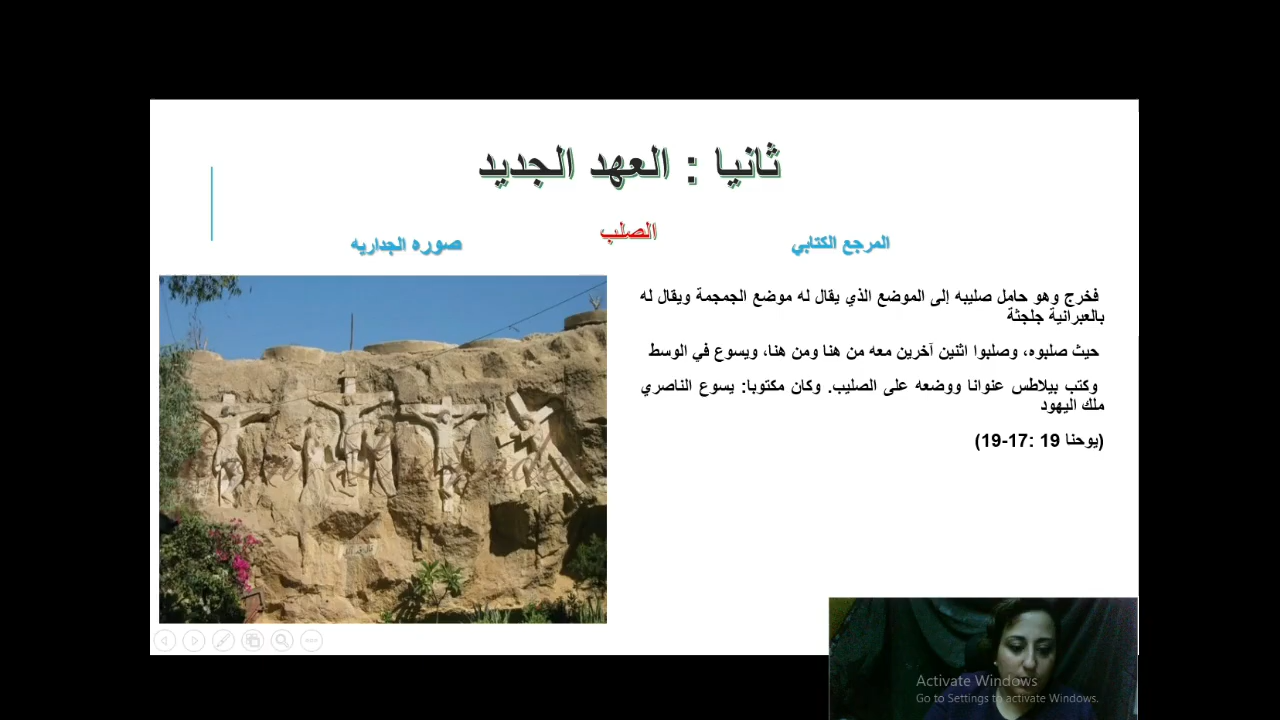 ثانيا : العهد الجديد
الصلب
المرجع الكتابي
صوره الجداريه
فخرج وهو حامل صليبه إلى الموضع الذي يقال له موضع الجمجمة ويقال له
بالعبرانية جلجثة
حيث صلبوه، وصلبوا اثنين آخرين معه من هنا ومن هنا، ويسوع في الوسط
وكتب بيلاطس عنوانا ووضعه على الصليب. وكان مكتوبا: يسوع الناصري
ملك اليهود
(يوحنا 19 :17-19)
Activate Windows
Go to Settings to activate Windows.